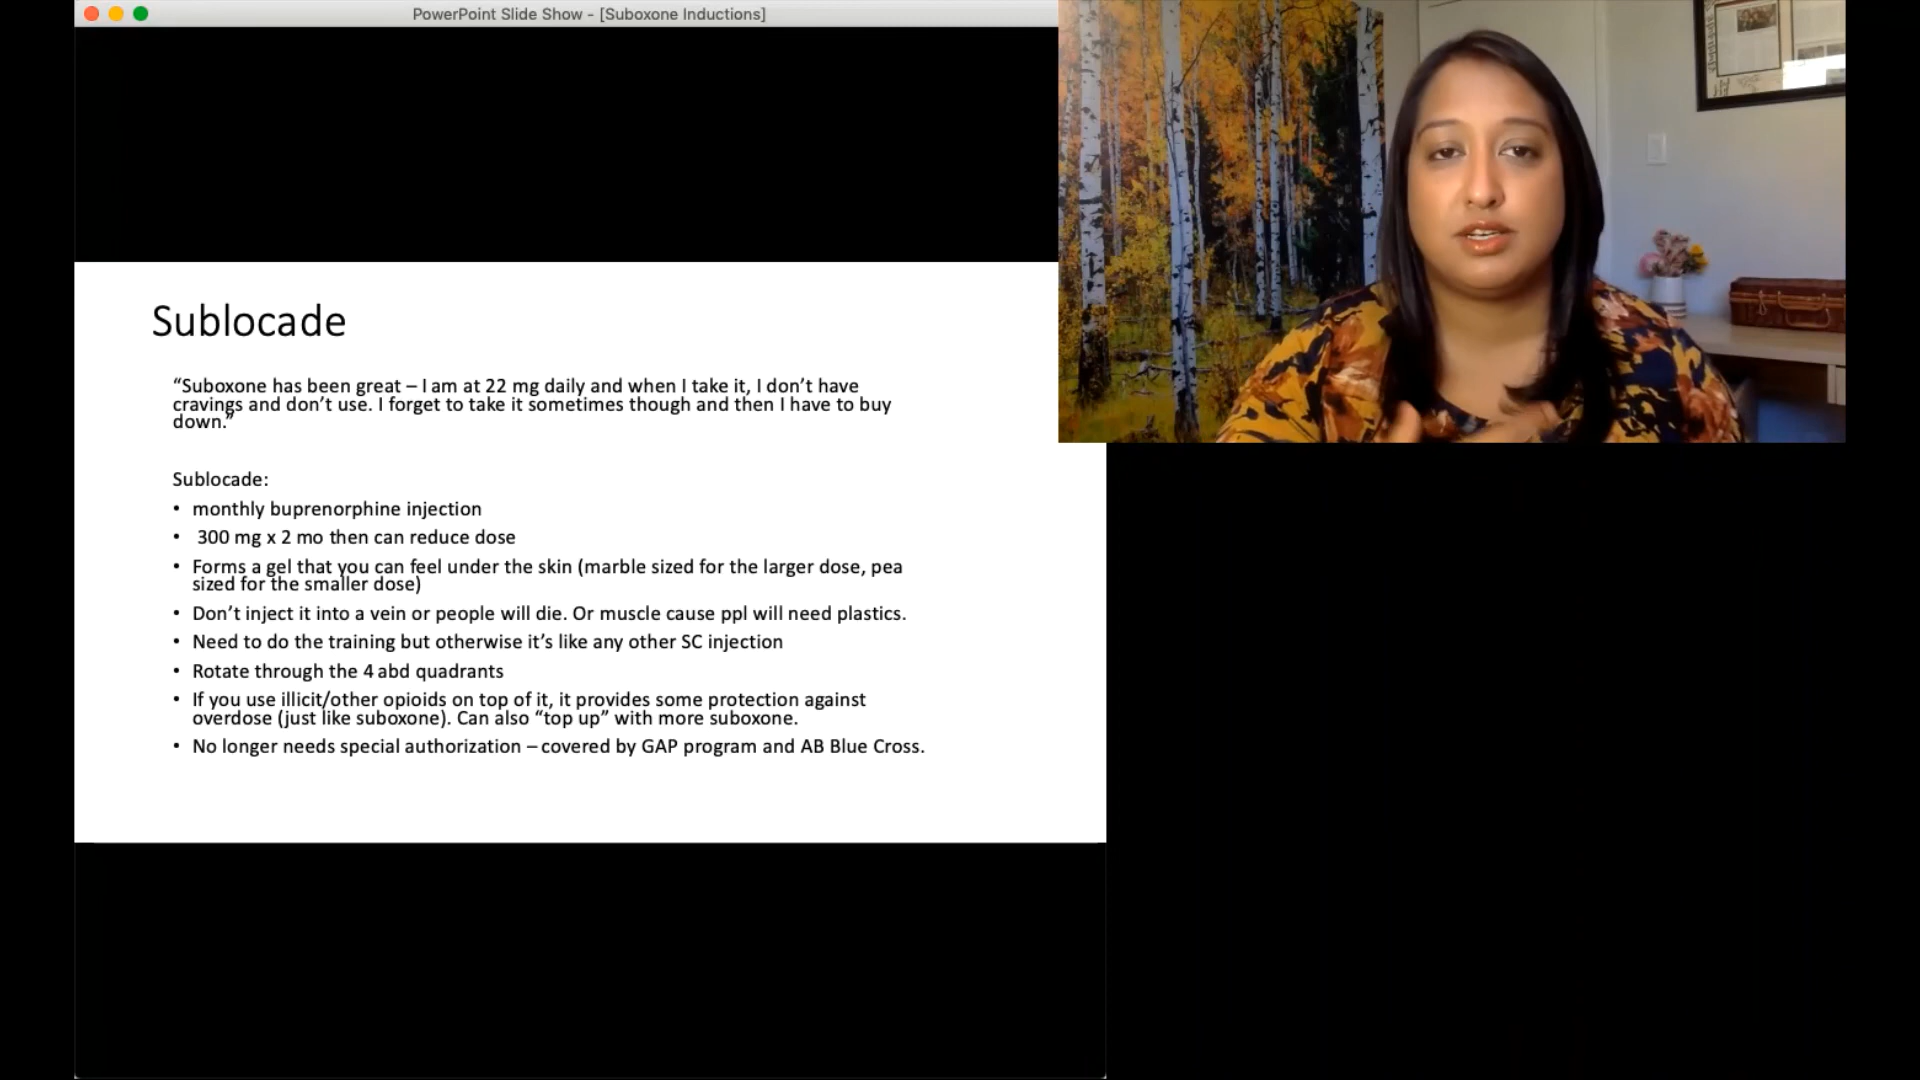 PowerPoint Slide Show - [Suboxone Inductions]
Sublocade
“Suboxone has been great – I am at 22 mg daily and when I take it, I don’t have
cravings and don’t use. I forget to take it sometimes though and then I have to buy
down.”
Sublocade:
• monthly buprenorphine injection
• 300 mg x 2 mo then can reduce dose
• Forms a gel that you can feel under the skin (marble sized for the larger dose, pea
sized for the smaller dose)
• Don’t inject it into a vein or people will die. Or muscle cause ppl will need plastics.
• Need to do the training but otherwise it’s like any other SC injection
• Rotate through the 4 abd quadrants
• If you use illicit/other opioids on top of it, it provides some protection against
overdose (just like suboxone). Can also “top up” with more suboxone.
• No longer needs special authorization – covered by GAP program and AB Blue Cross.